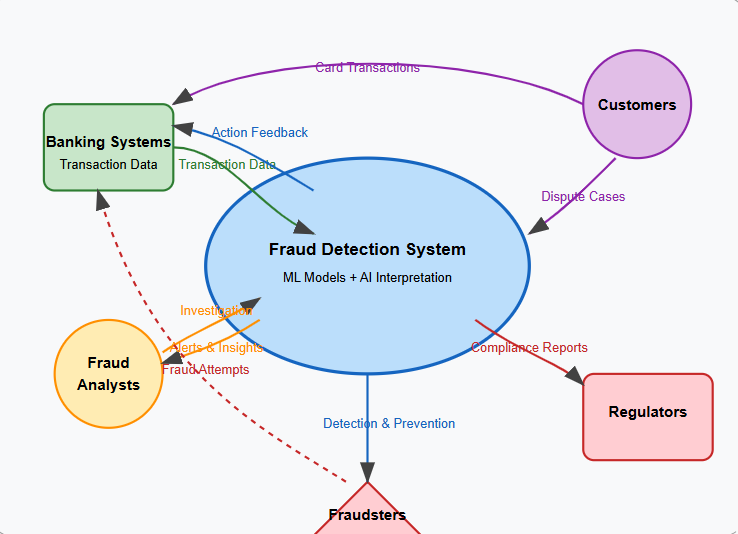 Card Transactions
Customers
Action Feedback
Banking Systems
Transaction Data
Transaction Data
Dispute Cases
Fraud Detection System
ML Models + AI Interpretation
Investigation
Alerts & Insights
Compliance Reports
Fraud
Analysts
Fraud Attempts
Regulators
Detection & Prevention
Fraudsters